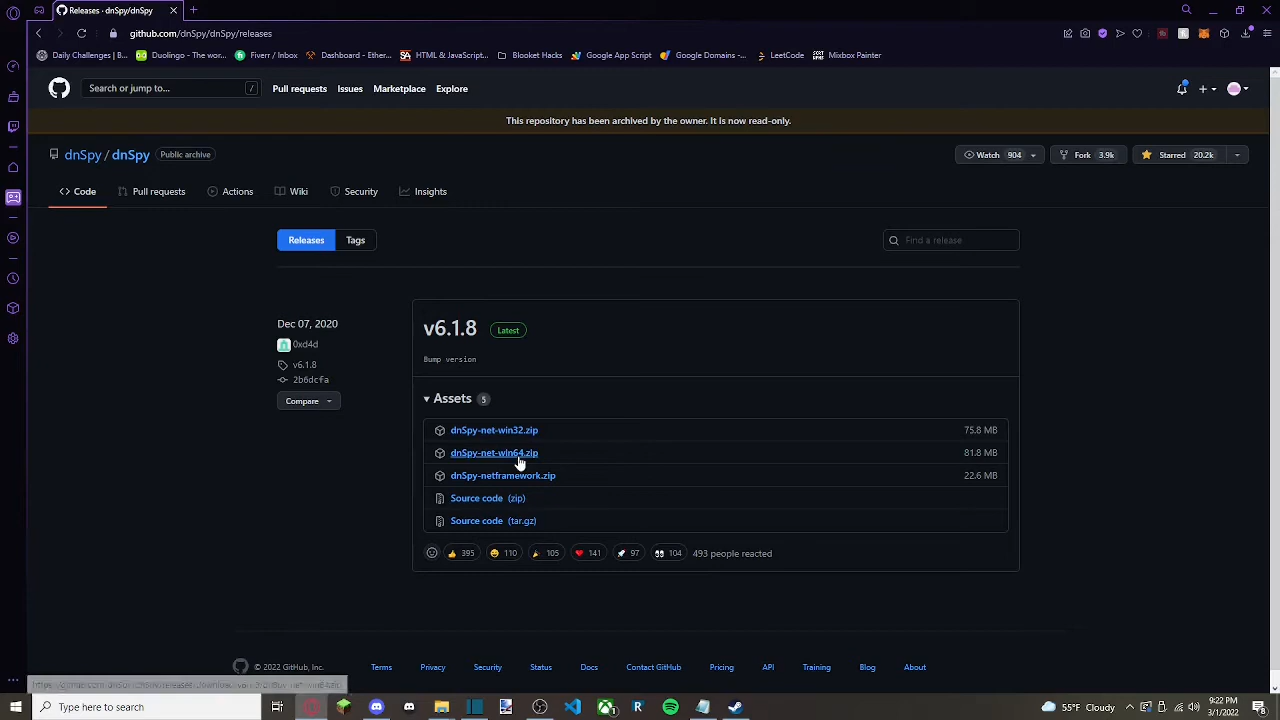 Releases · dnSpy/dnSpy
github.com/dnSpy/dnSpy/releases
Daily Challenges | B...
Duolingo - The wor...
Fiverr / Inbox
Dashboard - Ether...
HTML & JavaScript...
Blooket Hacks
Google App Script
Google Domains -...
LeetCode
Mixbox Painter
Search or jump to...
/
Pull requests
Issues
Marketplace
Explore
This repository has been archived by the owner. It is now read-only.
dnSpy / dnSpy
Public archive
Watch 904
Fork 3.9k
Starred 20.2k
Code
Pull requests
Actions
Wiki
Security
Insights
Releases
Tags
Find a release
Dec 07, 2020
0xd4d
v6.1.8
2b6dcfa
Compare
v6.1.8
Latest
Bump version
Assets 5
dnSpy-net-win32.zip
75.8 MB
dnSpy-net-win64.zip
81.8 MB
dnSpy-netframework.zip
22.6 MB
Source code (zip)
Source code (tar.gz)
395
110
105
141
97
104
493 people reacted
© 2022 GitHub, Inc.
Terms
Privacy
Security
Status
Docs
Contact GitHub
Pricing
API
Training
Blog
About
Type here to search
55°F Cloudy
9:22 PM
3/1/2022